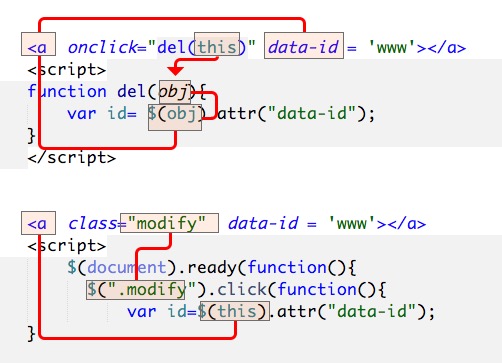 <a onclick="del(this)" data-id = 'www'></a>
<script>
function del(obj){
var id= $(obj).attr("data-id");
}
</script>
<a class="modify" data-id = 'www'></a>
<script>
$(document).ready(function(){
$(".modify").click(function(){
var id=$(this).attr("data-id");
}